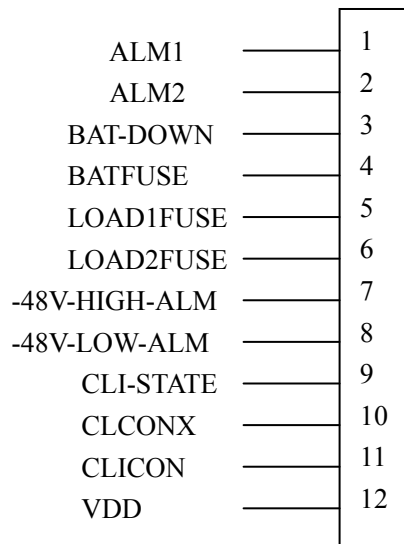 ALM1 1
ALM2 2
BAT-DOWN 3
BATFUSE 4
LOAD1FUSE 5
LOAD2FUSE 6
-48V-HIGH-ALM 7
-48V-LOW-ALM 8
CLI-STATE 9
CLCONX 10
CLICON 11
VDD 12